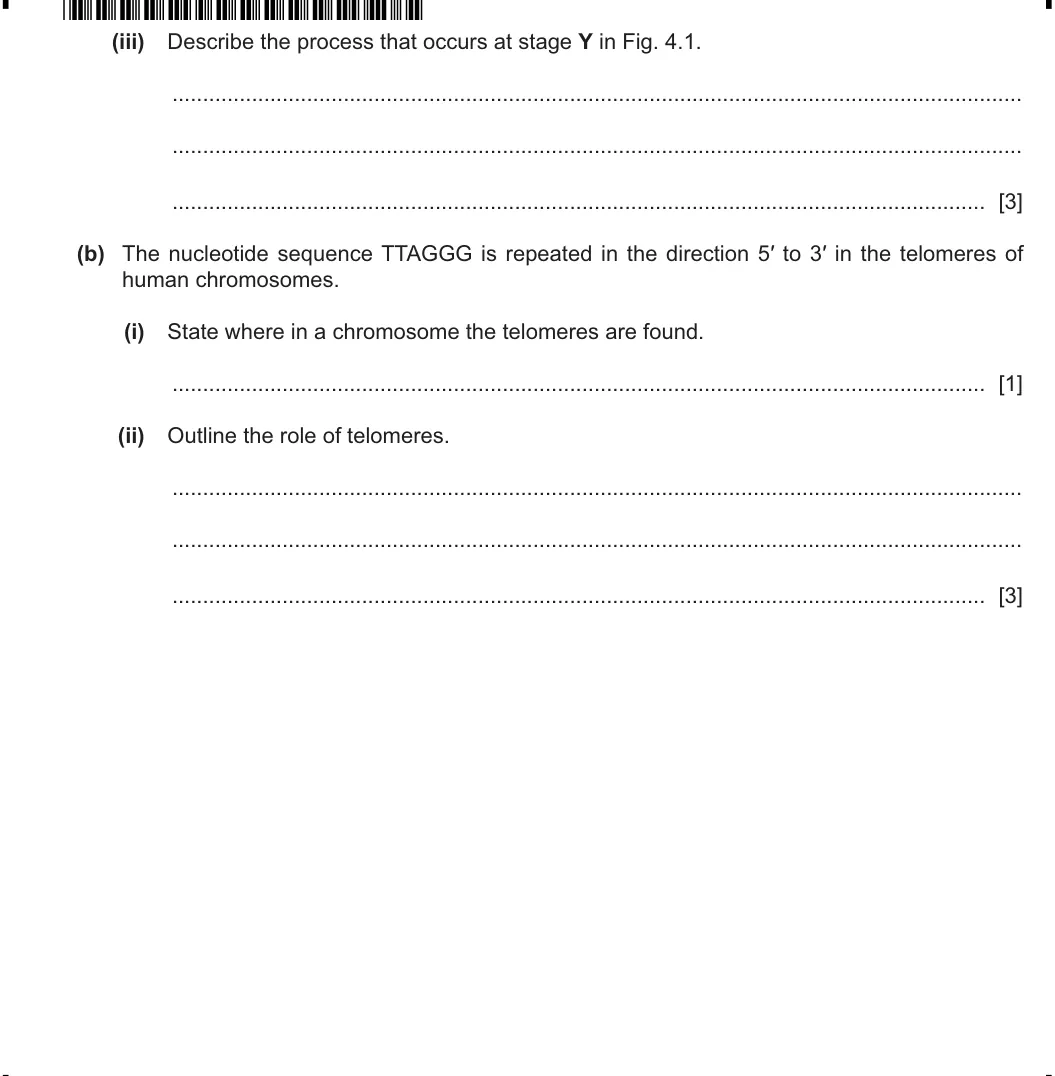 (iii) Describe the process that occurs at stage Y in Fig. 4.1.
...........................................................................................................................................
...........................................................................................................................................
..................................................................................................................................... [3]
(b) The nucleotide sequence TTAGGG is repeated in the direction 5′ to 3′ in the telomeres of
human chromosomes.
(i) State where in a chromosome the telomeres are found.
..................................................................................................................................... [1]
(ii) Outline the role of telomeres.
...........................................................................................................................................
...........................................................................................................................................
..................................................................................................................................... [3]